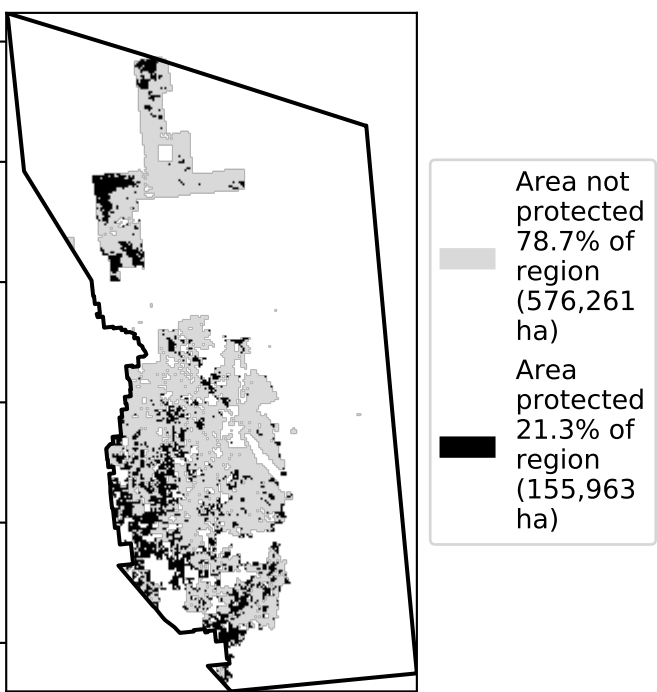 Area not
protected
78.7% of
region
(576,261
ha)
Area
protected
21.3% of
region
(155,963
ha)